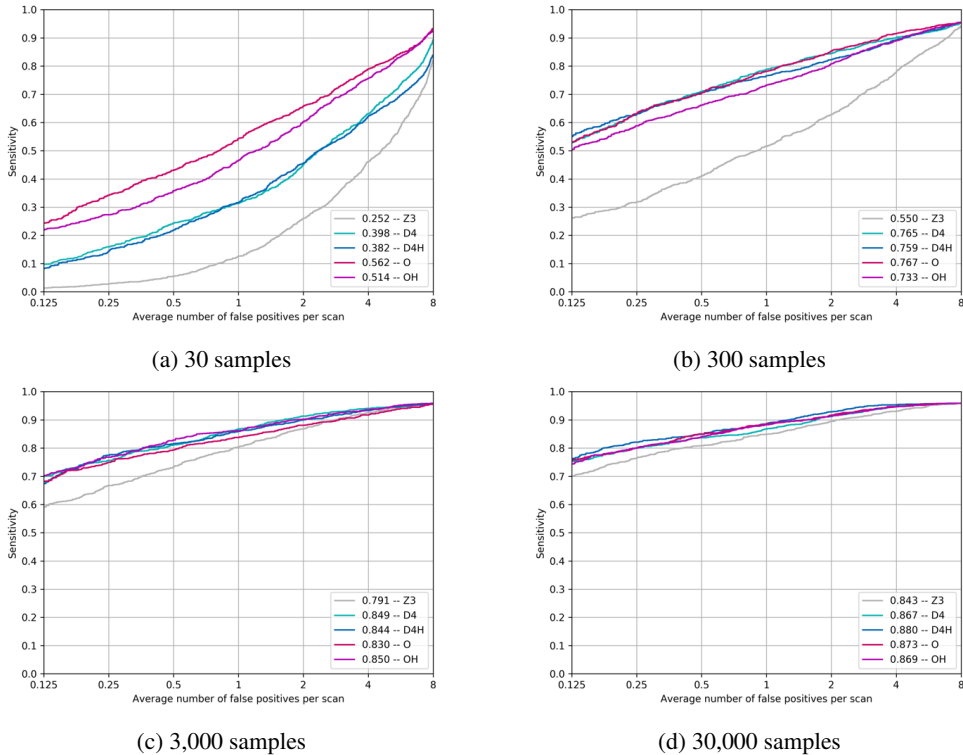 1.0
0.9
0.8
0.7
0.6
0.5
0.4
0.3
0.2
0.1
0.0
Sensitivity
0.252 -- Z3
0.398 -- D4
0.382 -- D4H
0.562 -- O
0.514 -- OH
0.125 0.25 0.5 1 2 4 8
Average number of false positives per scan
(a) 30 samples
1.0
0.9
0.8
0.7
0.6
0.5
0.4
0.3
0.2
0.1
0.0
Sensitivity
0.550 -- Z3
0.765 -- D4
0.759 -- D4H
0.767 -- O
0.733 -- OH
0.125 0.25 0.5 1 2 4 8
Average number of false positives per scan
(b) 300 samples
1.0
0.9
0.8
0.7
0.6
0.5
0.4
0.3
0.2
0.1
0.0
Sensitivity
0.791 -- Z3
0.849 -- D4
0.844 -- D4H
0.830 -- O
0.850 -- OH
0.125 0.25 0.5 1 2 4 8
Average number of false positives per scan
(c) 3,000 samples
1.0
0.9
0.8
0.7
0.6
0.5
0.4
0.3
0.2
0.1
0.0
Sensitivity
0.843 -- Z3
0.867 -- D4
0.880 -- D4H
0.873 -- O
0.869 -- OH
0.125 0.25 0.5 1 2 4 8
Average number of false positives per scan
(d) 30,000 samples